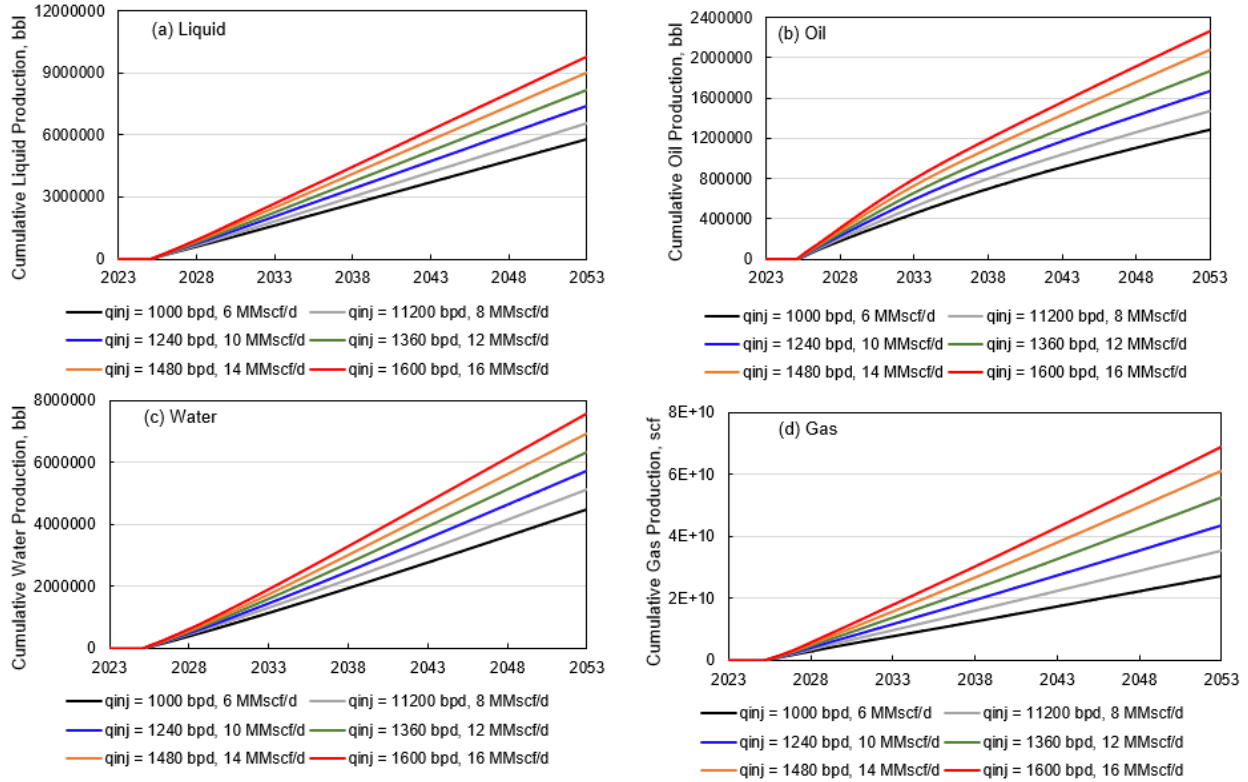 (a) Liquid
Cumulative Liquid Production, bbl
12000000
9000000
6000000
3000000
0
2023 2028 2033 2038 2043 2048 2053
qinj = 1000 bpd, 6 MMscf/d qinj = 11200 bpd, 8 MMscf/d
qinj = 1240 bpd, 10 MMscf/d qinj = 1360 bpd, 12 MMscf/d
qinj = 1480 bpd, 14 MMscf/d qinj = 1600 bpd, 16 MMscf/d
(b) Oil
Cumulative Oil Production, bbl
2400000
2000000
1600000
1200000
800000
400000
0
2023 2028 2033 2038 2043 2048 2053
qinj = 1000 bpd, 6 MMscf/d qinj = 11200 bpd, 8 MMscf/d
qinj = 1240 bpd, 10 MMscf/d qinj = 1360 bpd, 12 MMscf/d
qinj = 1480 bpd, 14 MMscf/d qinj = 1600 bpd, 16 MMscf/d
(c) Water
Cumulative Water Production, bbl
8000000
6000000
4000000
2000000
0
2023 2028 2033 2038 2043 2048 2053
qinj = 1000 bpd, 6 MMscf/d qinj = 11200 bpd, 8 MMscf/d
qinj = 1240 bpd, 10 MMscf/d qinj = 1360 bpd, 12 MMscf/d
qinj = 1480 bpd, 14 MMscf/d qinj = 1600 bpd, 16 MMscf/d
(d) Gas
Cumulative Gas Production, scf
8E+10
6E+10
4E+10
2E+10
0
2023 2028 2033 2038 2043 2048 2053
qinj = 1000 bpd, 6 MMscf/d qinj = 11200 bpd, 8 MMscf/d
qinj = 1240 bpd, 10 MMscf/d qinj = 1360 bpd, 12 MMscf/d
qinj = 1480 bpd, 14 MMscf/d qinj = 1600 bpd, 16 MMscf/d